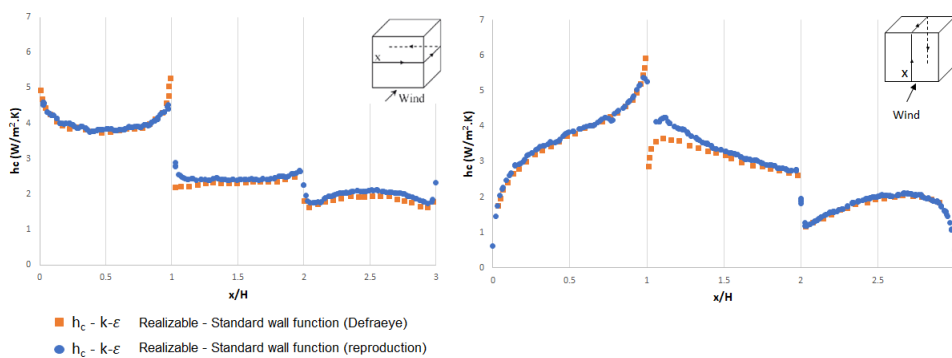 7
6
5
4
3
2
1
0
hc (W/m².K)
0
0.5
1
1.5
2
2.5
3
x/H
X
Wind
7
6
5
4
3
2
1
0
hc (W/m².K)
0
0.5
1
1.5
2
2.5
x/H
X
Wind
h_c - k-ε Realizable - Standard wall function (Defraeye)
h_c - k-ε Realizable - Standard wall function (reproduction)